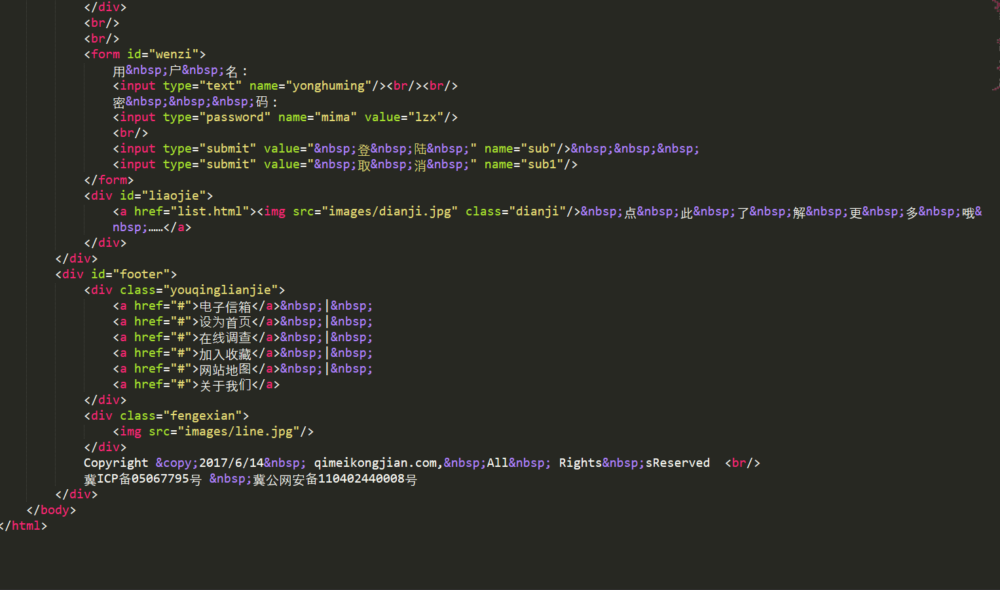 </div>
<br/>
<br/>
<form id="wenzi">
用&nbsp;户&nbsp;名：
<input type="text" name="yonghuming"/><br/><br/>
密&nbsp;&nbsp;&nbsp;码：
<input type="password" name="mima" value="lzx"/>
<br/>
<input type="submit" value="&nbsp;登&nbsp;陆&nbsp;" name="sub"/>&nbsp;&nbsp;&nbsp;
<input type="submit" value="&nbsp;取&nbsp;消&nbsp;" name="sub1"/>
</form>
<div id="liaojie">
<a href="list.html"><img src="images/dianji.jpg" class="dianji"/>&nbsp;点&nbsp;此&nbsp;了&nbsp;解&nbsp;更&nbsp;多&nbsp;哦&
nbsp;……</a>
</div>
</div>
<div id="footer">
<div class="youqinglianjie">
<a href="#">电子信箱</a>&nbsp;|&nbsp;
<a href="#">设为首页</a>&nbsp;|&nbsp;
<a href="#">在线调查</a>&nbsp;|&nbsp;
<a href="#">加入收藏</a>&nbsp;|&nbsp;
<a href="#">网站地图</a>&nbsp;|&nbsp;
<a href="#">关于我们</a>
</div>
<div class="fengexian">
<img src="images/line.jpg"/>
</div>
Copyright &copy;2017/6/14&nbsp; qimeikongjian.com,&nbsp;All&nbsp; Rights&nbsp;sReserved  <br/>
冀ICP备05067795号 &nbsp;冀公网安备110402440008号
</div>
</body>
</html>